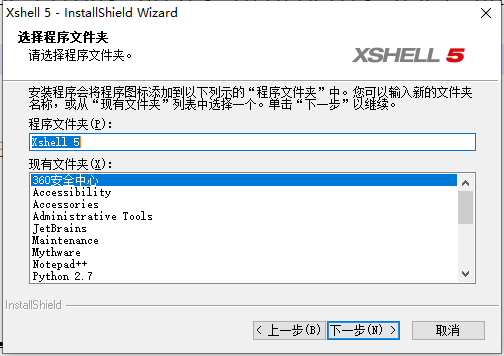 Xshell 5 - InstallShield Wizard
选择程序文件夹
请选择程序文件夹。
XSHELL 5
安装程序会将程序图标添加到以下列示的“程序文件夹”中。您可以输入新的文件夹
名称，或从“现有文件夹”列表中选择一个。单击“下一步”以继续。
程序文件夹(P):
Xshell 5
现有文件夹(X):
360安全中心
Accessibility
Accessories
Administrative Tools
JetBrains
Maintenance
Mythware
Notepad++
Python 2.7
InstallShield
< 上一步(B)
下一步(N) >
取消